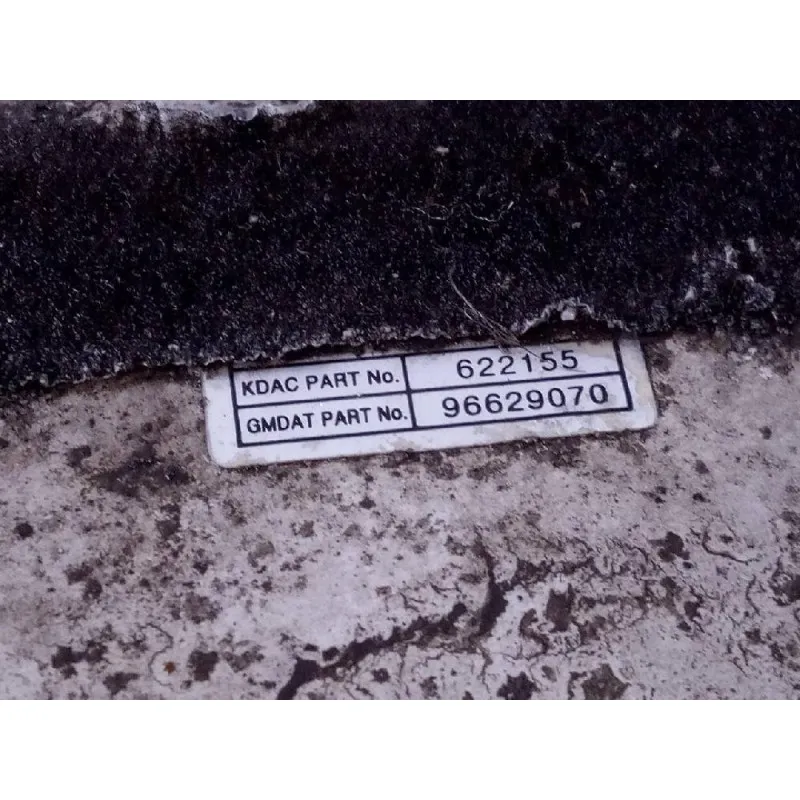 KDAC PART No. 622155
GMDAT PART No. 96629070